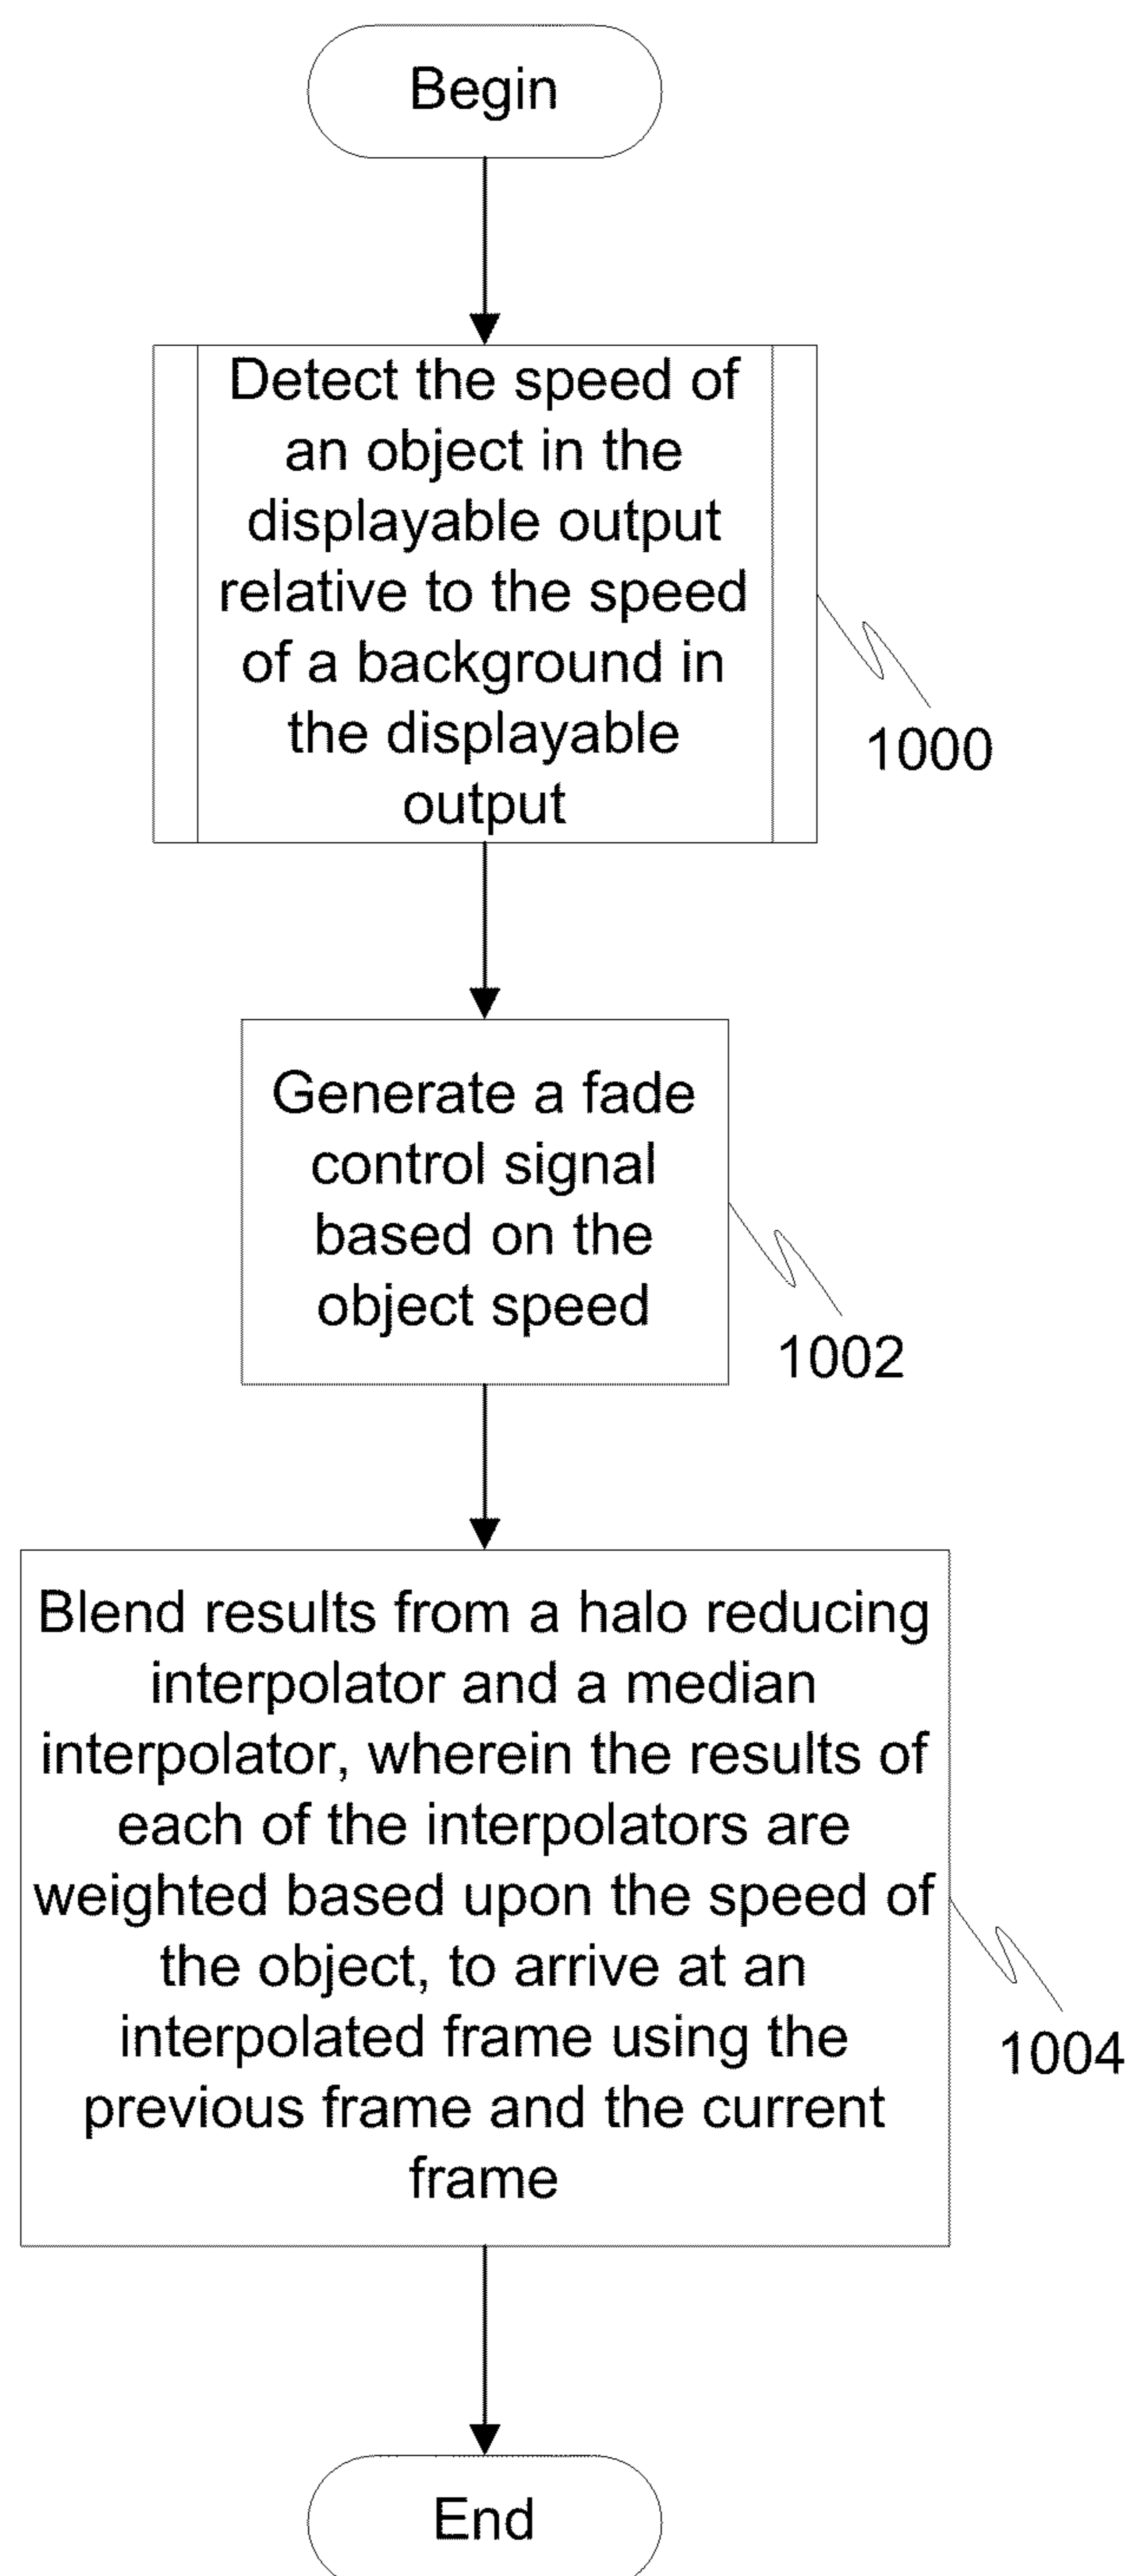 Begin
Detect the speed of
an object in the
displayable output
relative to the speed
of a background in
the displayable
output
1000
Generate a fade
control signal
based on the
object speed
1002
Blend results from a halo reducing
interpolator and a median
interpolator, wherein the results of
each of the interpolators are
weighted based upon the speed of
the object, to arrive at an
interpolated frame using the
previous frame and the current
frame
1004
End